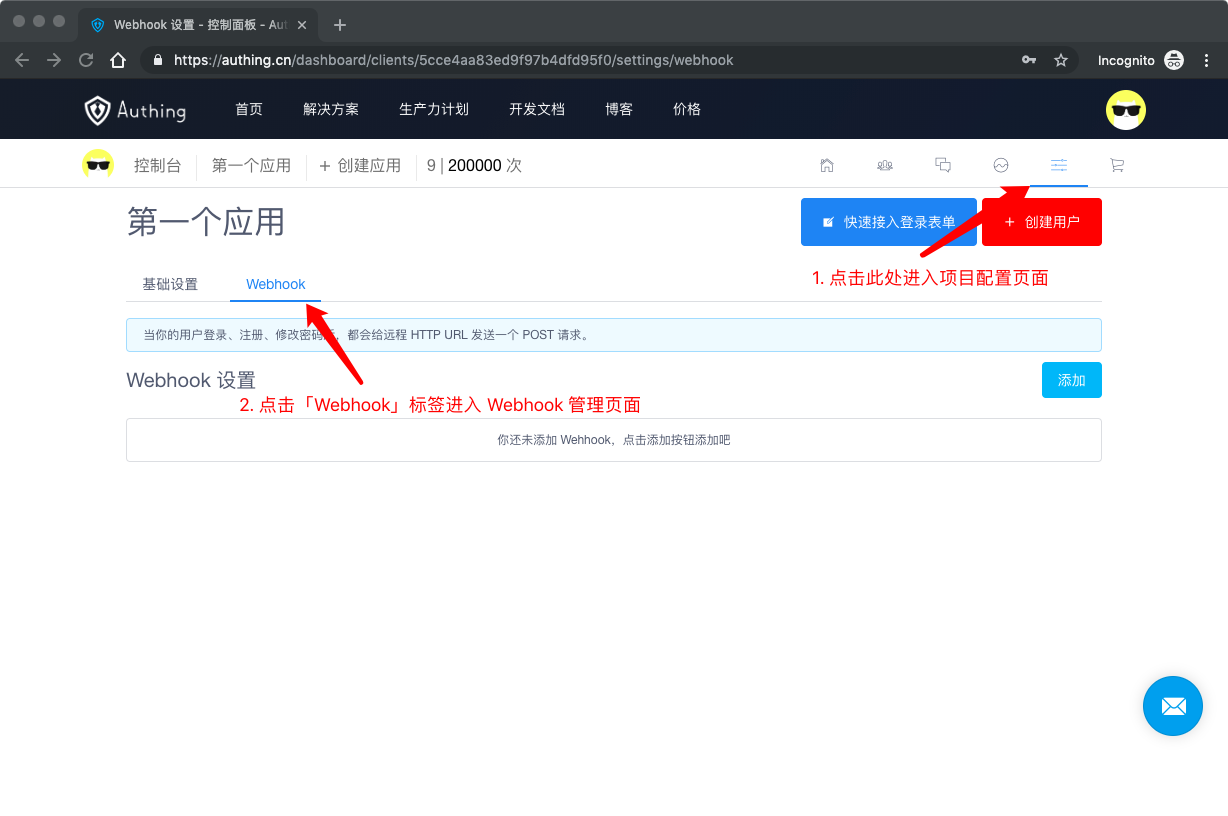 Webhook 设置 - 控制面板 - Aut
https://authing.cn/dashboard/clients/5cce4aa83ed9f97b4dfd95f0/settings/webhook
Incognito
Authing
首页 解决方案 生产力计划 开发文档 博客 价格
控制台 第一个应用 + 创建应用 9 | 200000 次
第一个应用
快速接入登录表单
+ 创建用户
1. 点击此处进入项目配置页面
基础设置 Webhook
当你的用户登录、注册、修改密码 ，都会给远程 HTTP URL 发送一个 POST 请求。
Webhook 设置
添加
2. 点击「Webhook」标签进入 Webhook 管理页面
你还未添加 Wehhook，点击添加按钮添加吧